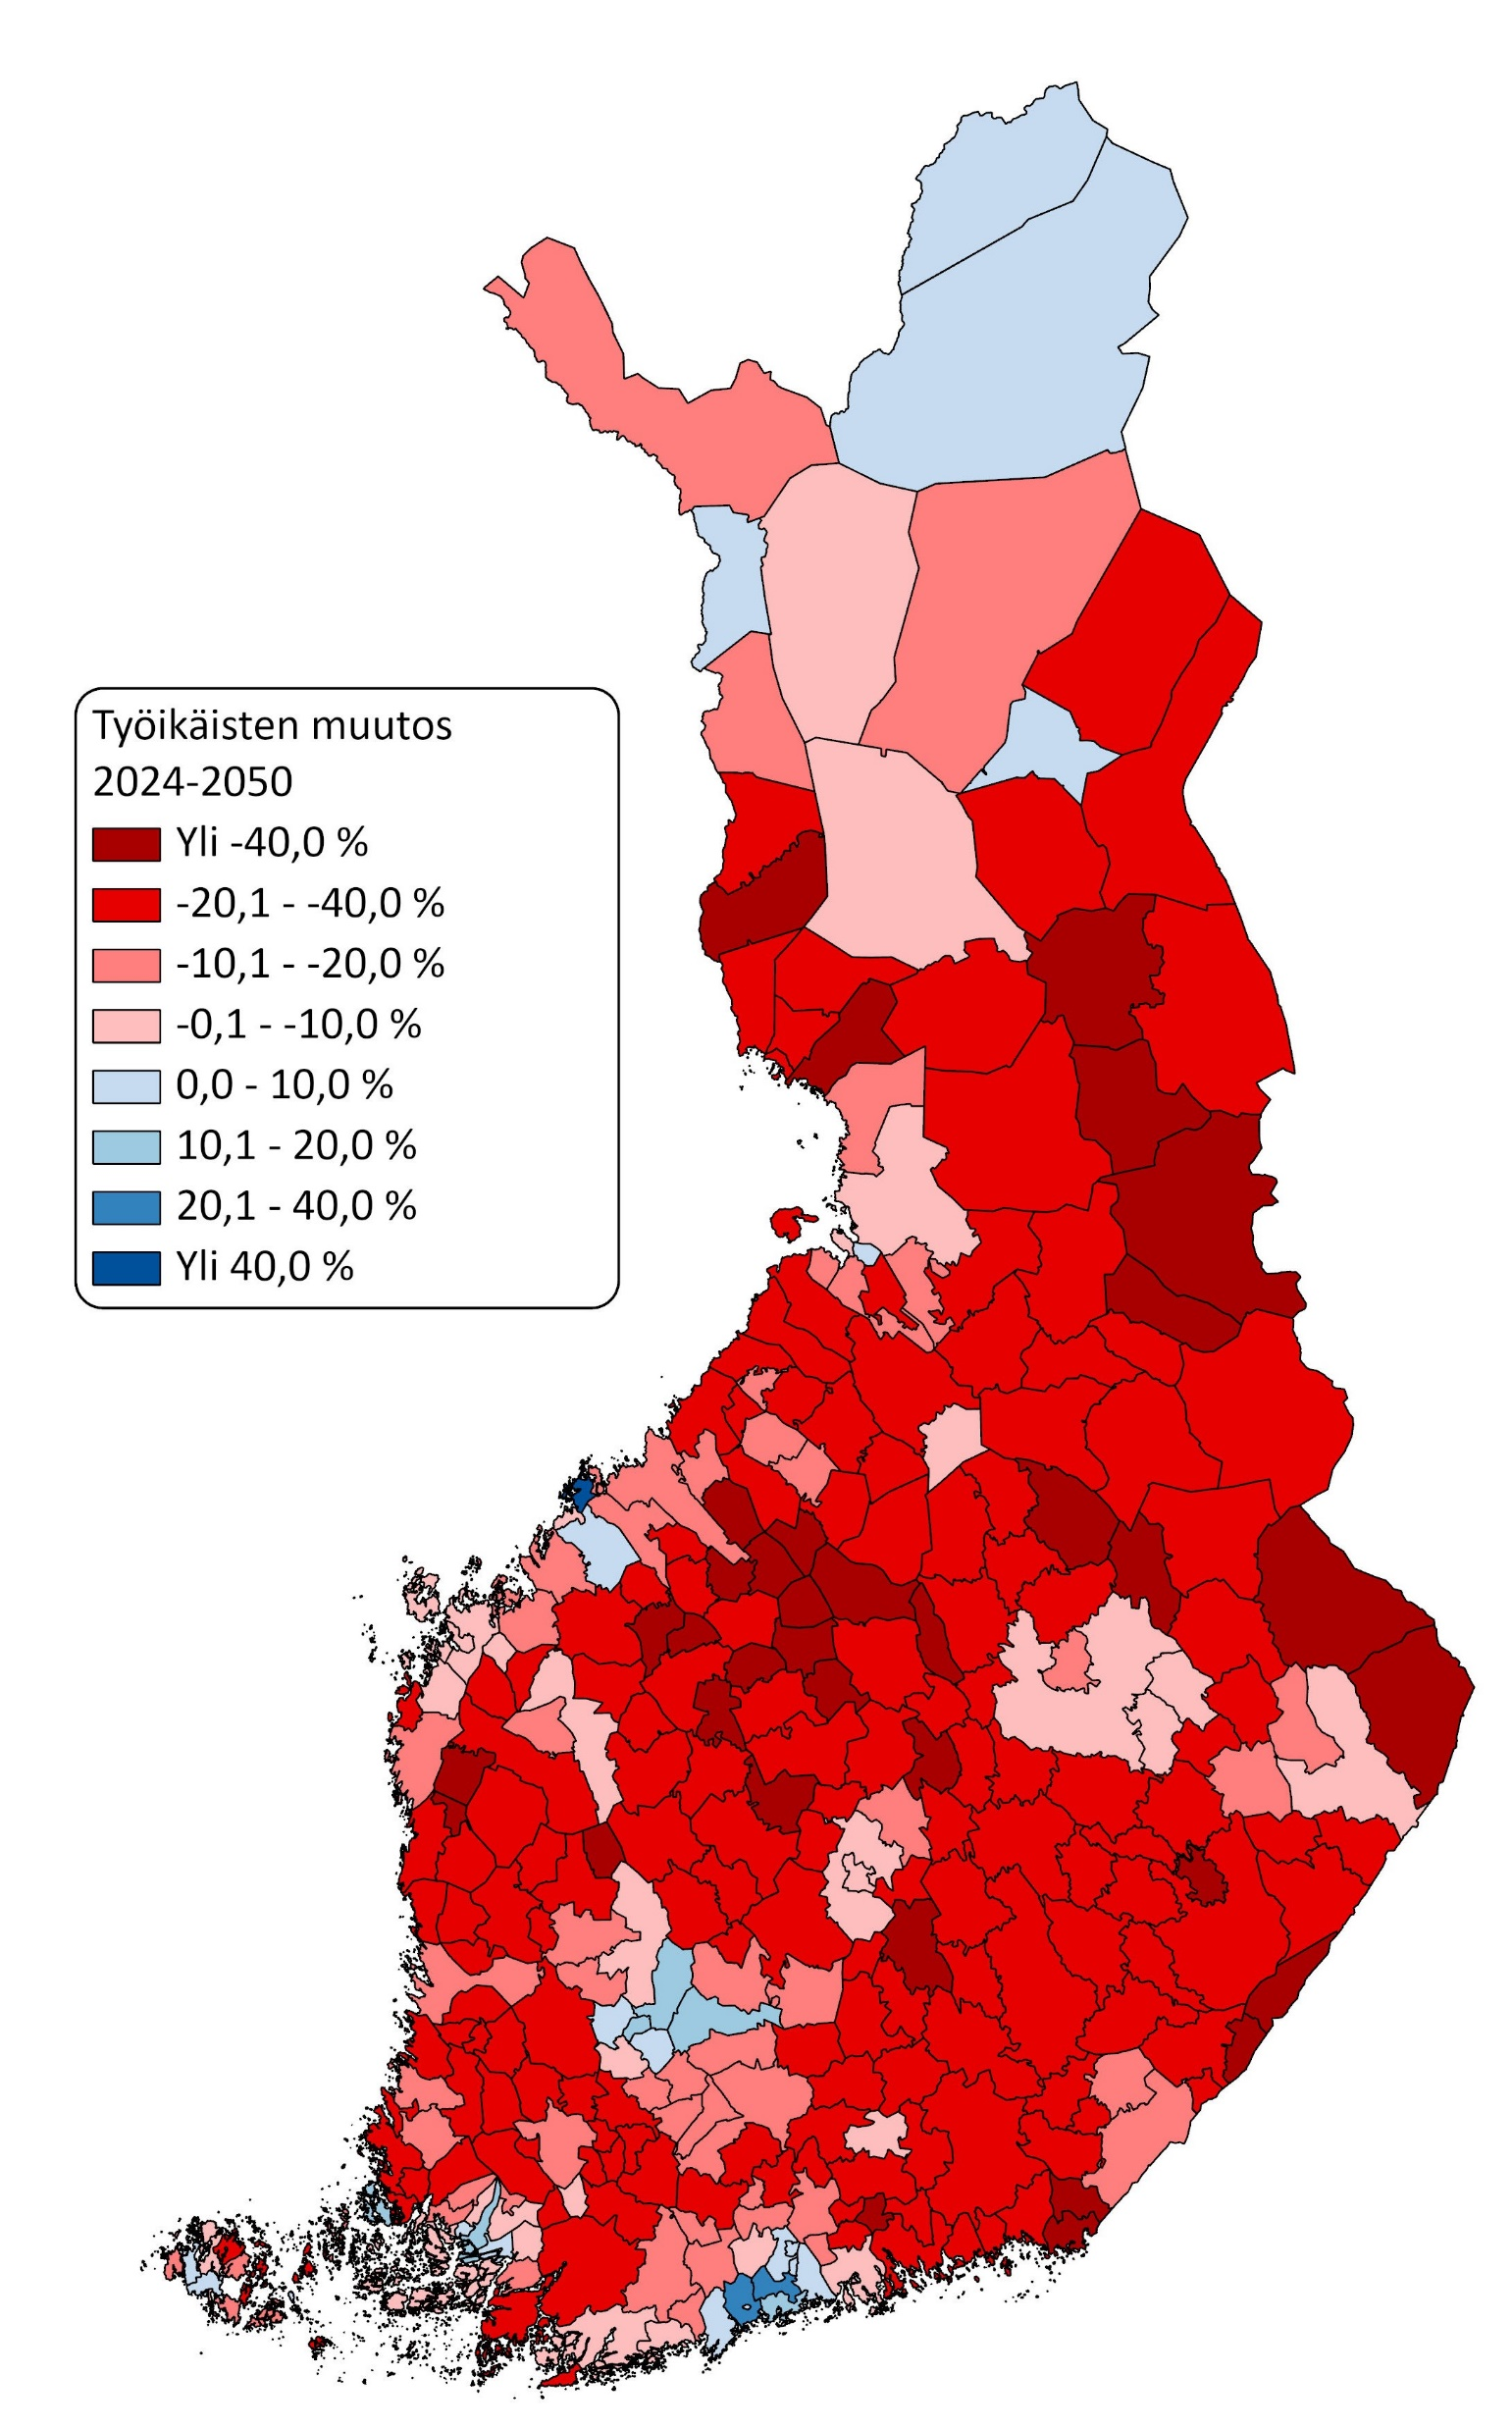 Työikäisten muutos
2024-2050
Yli -40,0 %
-20,1 - -40,0 %
-10,1 - -20,0 %
-0,1 - -10,0 %
0,0 - 10,0 %
10,1 - 20,0 %
20,1 - 40,0 %
Yli 40,0 %